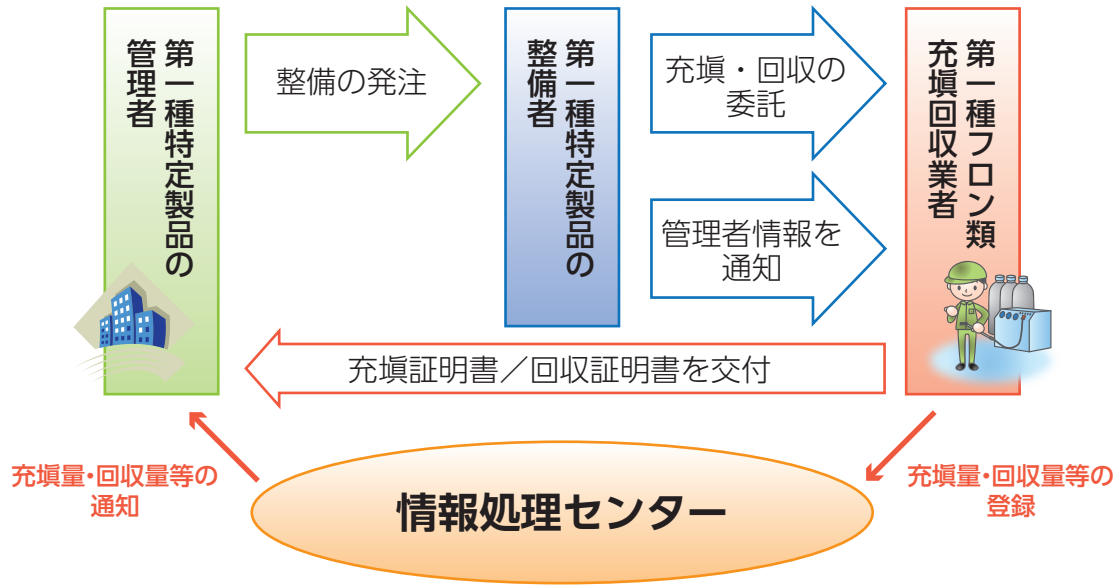 第一種特定製品の
管理者
整備の発注
第一種特定製品の
整備者
充塡・回収の
委託
管理者情報を
通知
第一種フロン類
充塡回収業者
充塡証明書／回収証明書を交付
充塡量・回収量等の
通知
情報処理センター
充塡量・回収量等の
登録